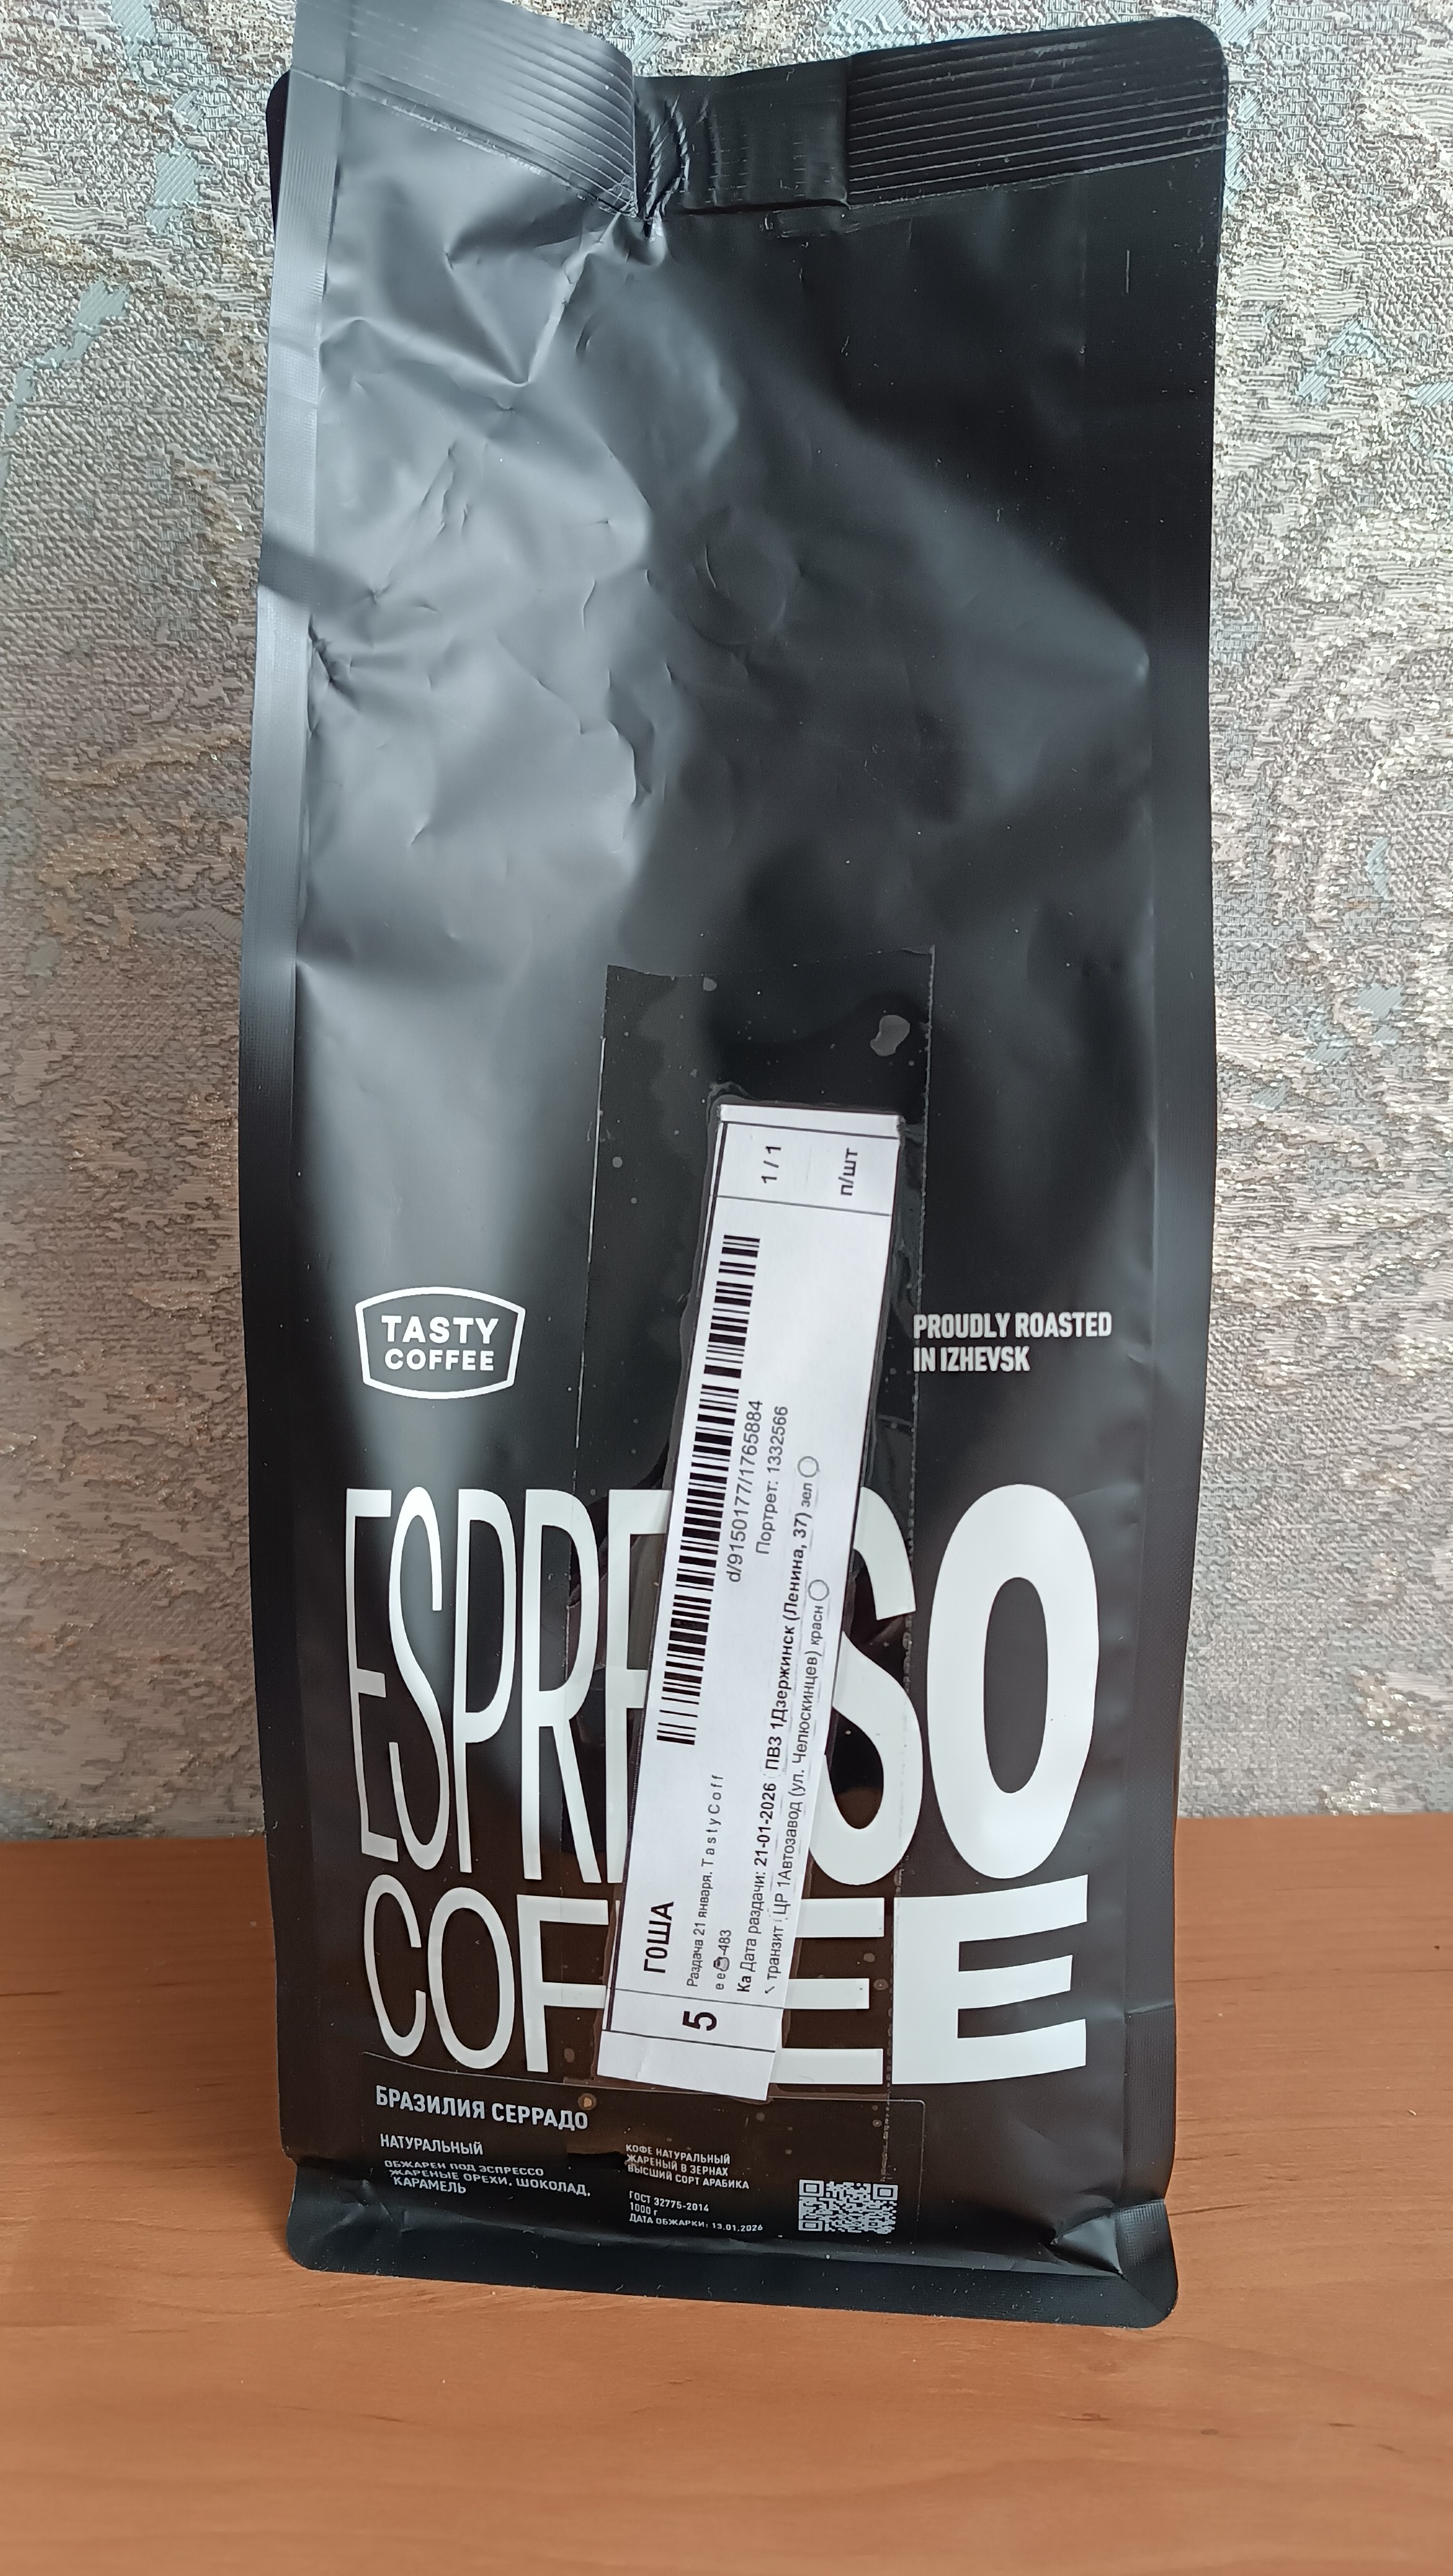 TASTY
COFFEE
PROUDLY ROASTED
IN IZHEVSK
ESPRE SO
COF EE
1 / 1
п/шт
d/9150177/1765884
Портрет: 1332566
ГОША
Раздача 21 января. TastyCoff
ee -483
Ка Дата раздачи: 21-01-2026 ПВЗ 1Дзержинск (Ленина, 37) зел
транзит ЦР 1Автозавод (ул. Челюскинцев) красн
5
БРАЗИЛИЯ СЕРРАДО
НАТУРАЛЬНЫЙ
ОБЖАРЕН ПОД ЭСПРЕССО
ЖАРЕНЫЕ ОРЕХИ, ШОКОЛАД,
КАРАМЕЛЬ
КОФЕ НАТУРАЛЬНЫЙ
ЖАРЕНЫЙ В ЗЕРНАХ
ВЫСШИЙ СОРТ АРАБИКА
ГОСТ 32775-2014
1000 г
ДАТА ОБЖАРКИ: 13.01.2026